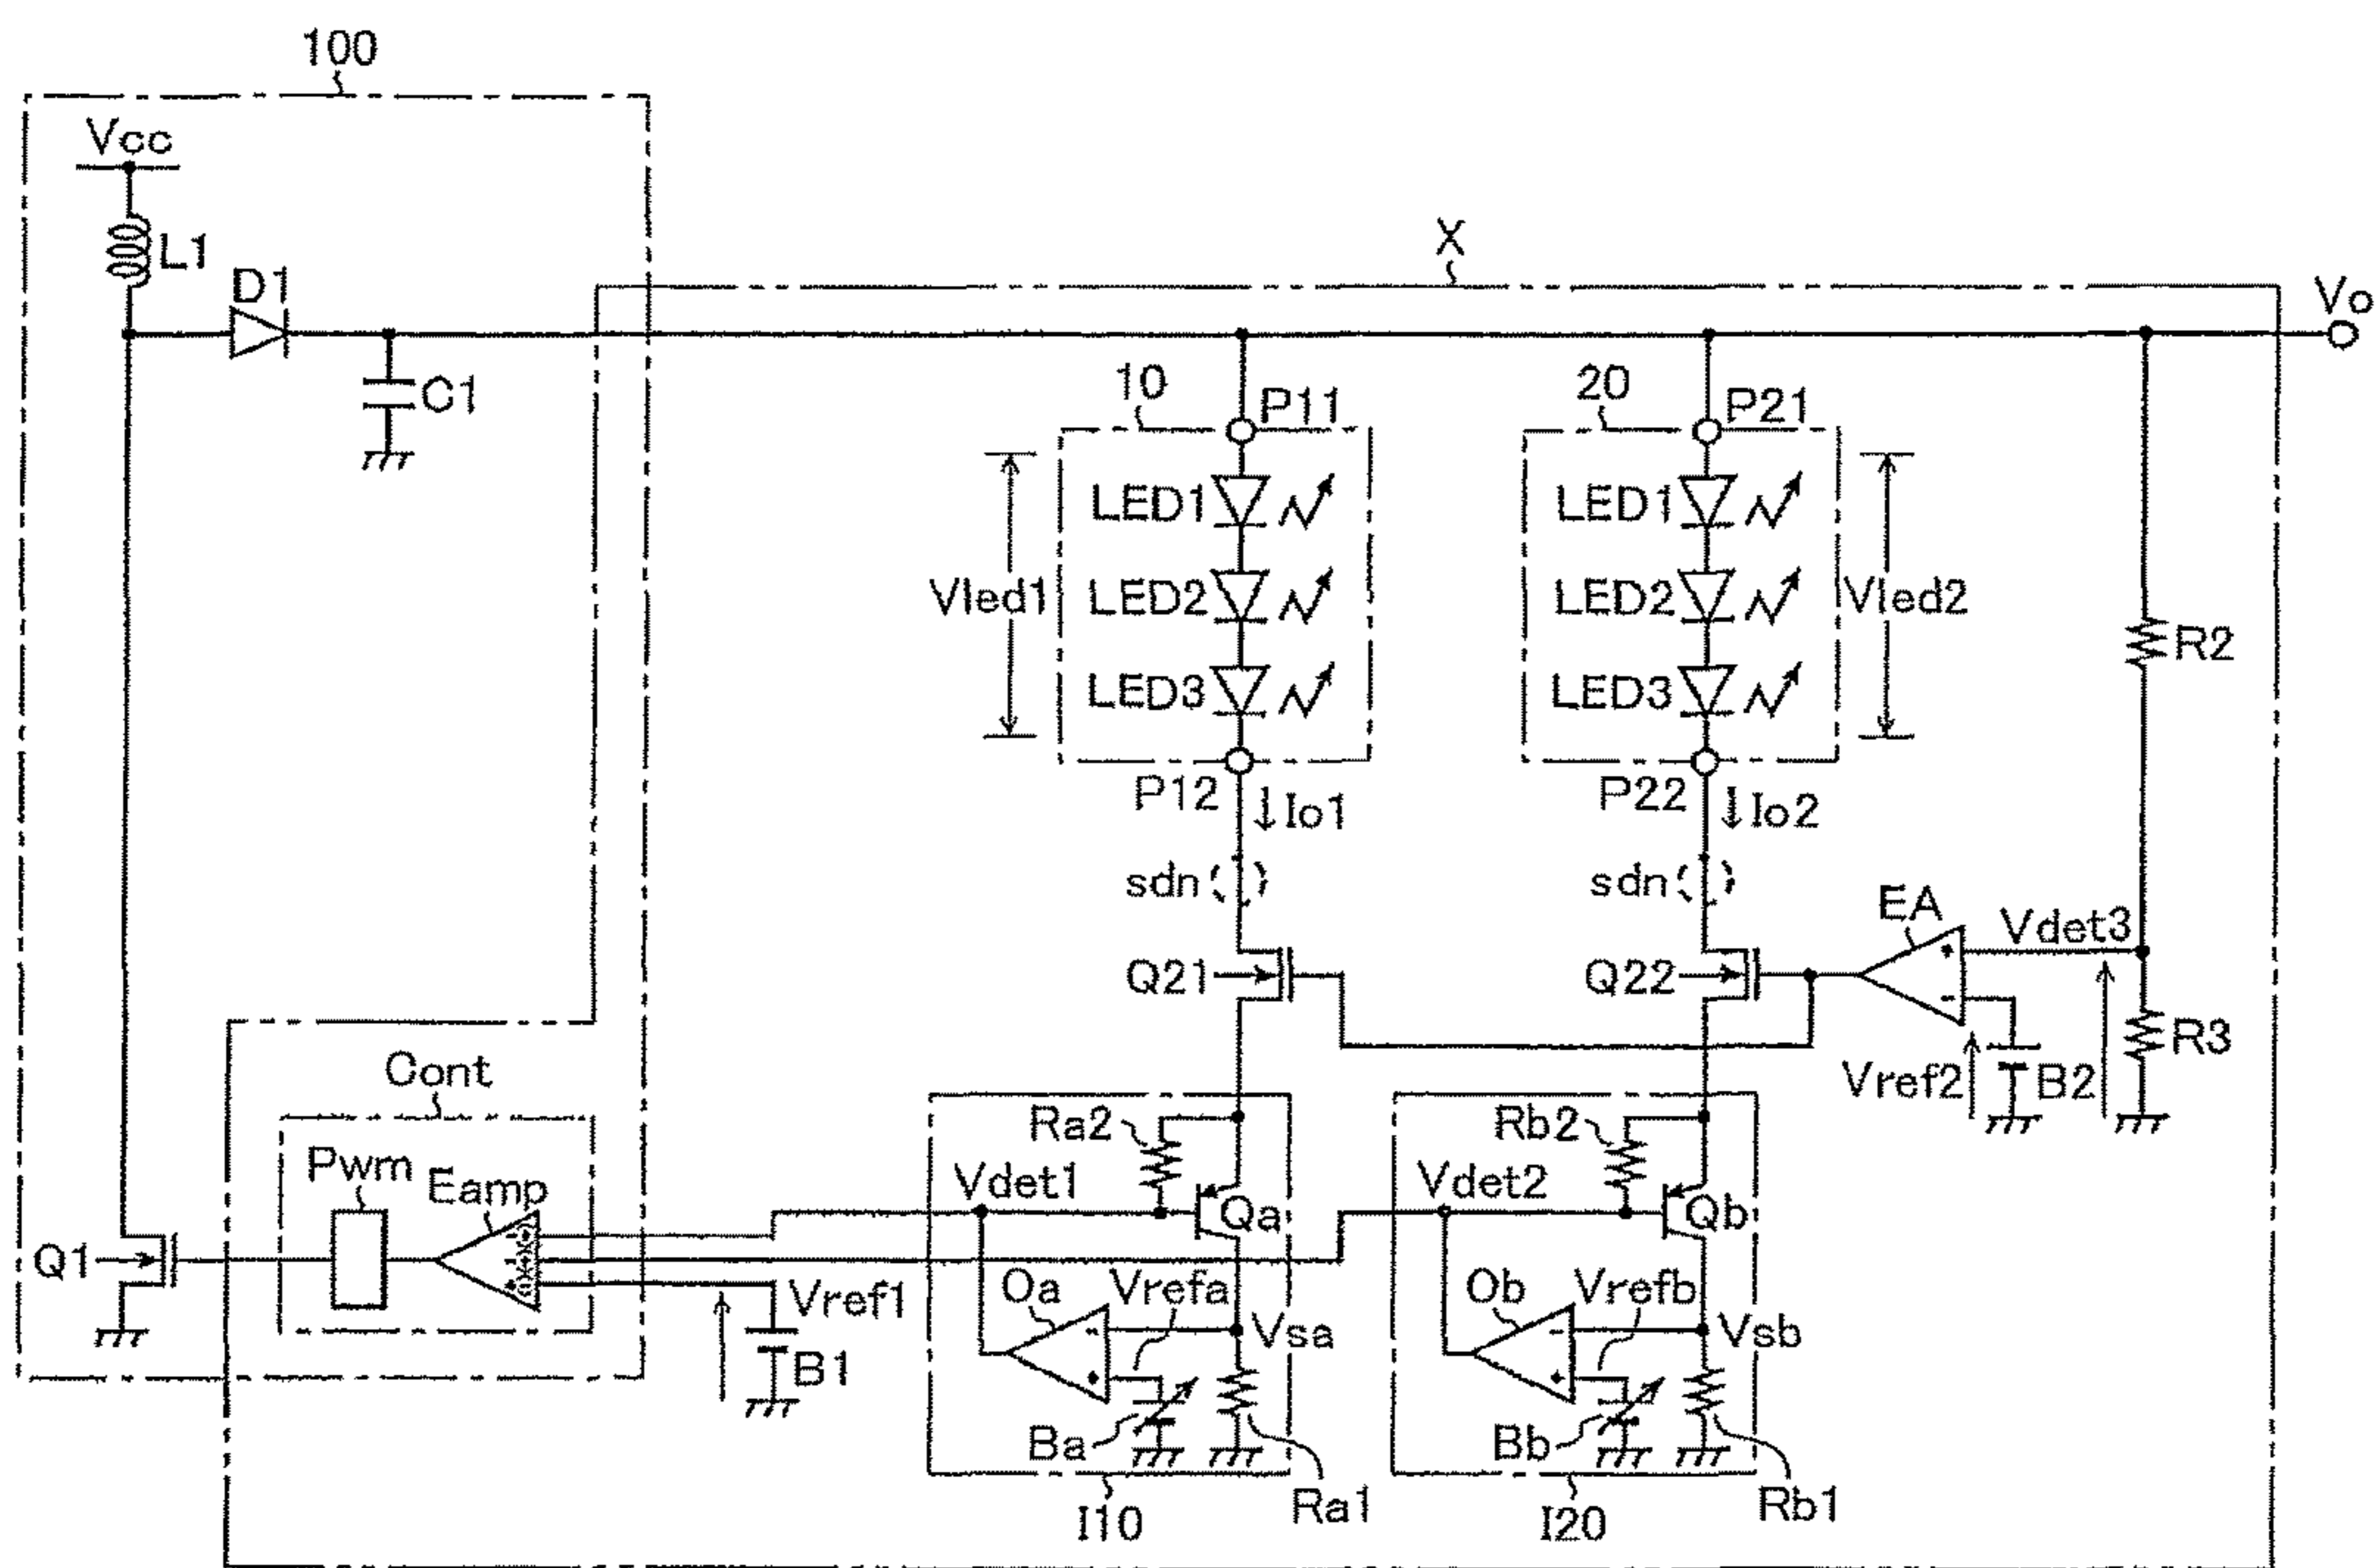 100
Vcc
L1
D1
C1
X
Vo
10
P11
20
P21
LED1
LED1
Vled1
LED2
LED2
Vled2
LED3
LED3
R2
P12
Io1
P22
Io2
sdn
sdn
EA
Vdet3
Q21
Q22
R3
Vref2
B2
Cont
Pwm
Eamp
Ra2
Rb2
Vdet1
Vdet2
Qa
Qb
Q1
Vref1
B1
Oa
Vrefa
Vsa
Ob
Vrefb
Vsb
Ba
Bb
I10
Ra1
I20
Rb1